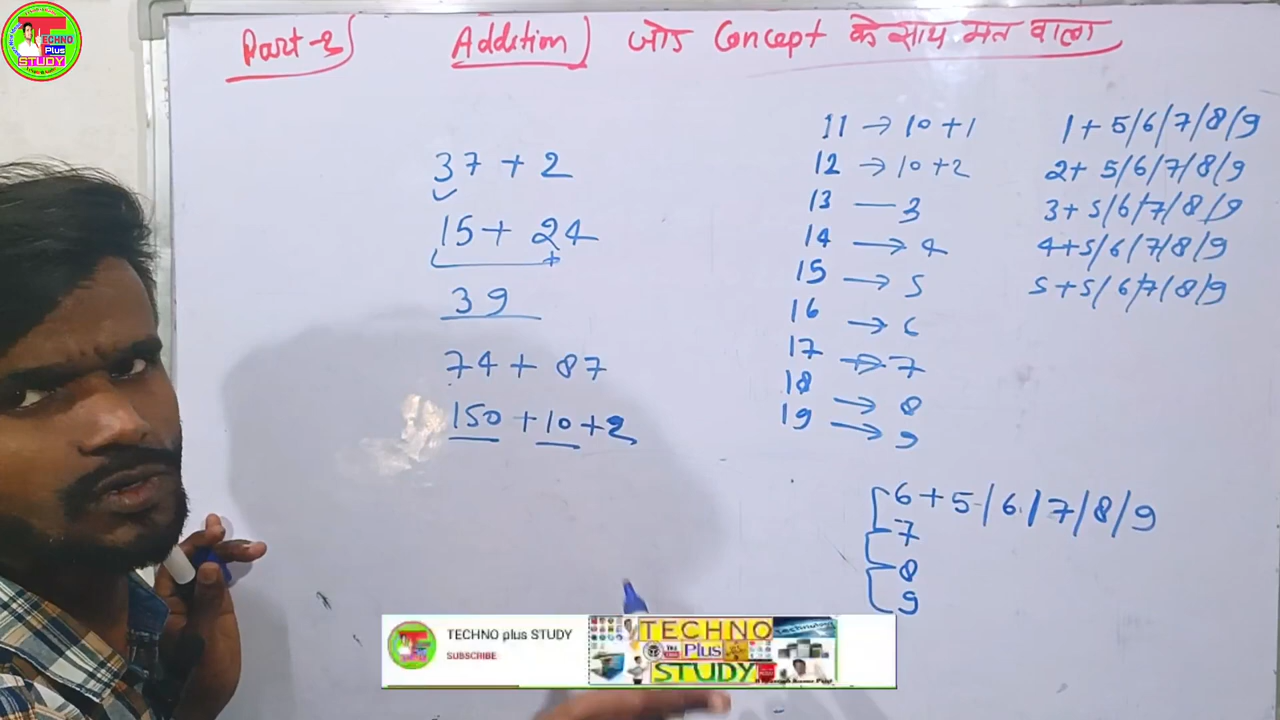 Part-2
Addition) जोड़ Concept के साथ मन वाला
37 + 2
15 + 24
39
74 + 87
150 + 10 + 2
11 → 10 + 1
12 → 10 + 2
13 — 3
14 → 4
15 → 5
16 → 6
17 → 7
18 → 8
19 → 9
1 + 5/6/7/8/9
2 + 5/6/7/8/9
3 + 5/6/7/8/9
4 + 5/6/7/8/9
5 + 5/6/7/8/9
6 + 5/6/7/8/9
7
8
9
TECHNO
Plus
STUDY
TECHNO plus STUDY
SUBSCRIBE
TECHNO
Plus
STUDY